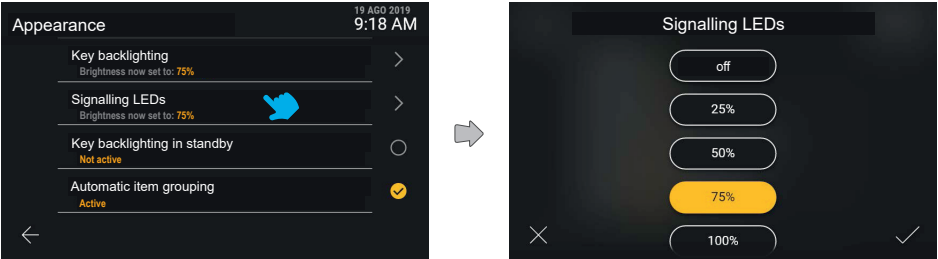 19 AGO 2019
Appearance
9:18 AM
Key backlighting
Brightness now set to: 75%
Signalling LEDs
Brightness now set to: 75%
Key backlighting in standby
Not active
Automatic item grouping
Active
Signalling LEDs
off
25%
50%
75%
100%